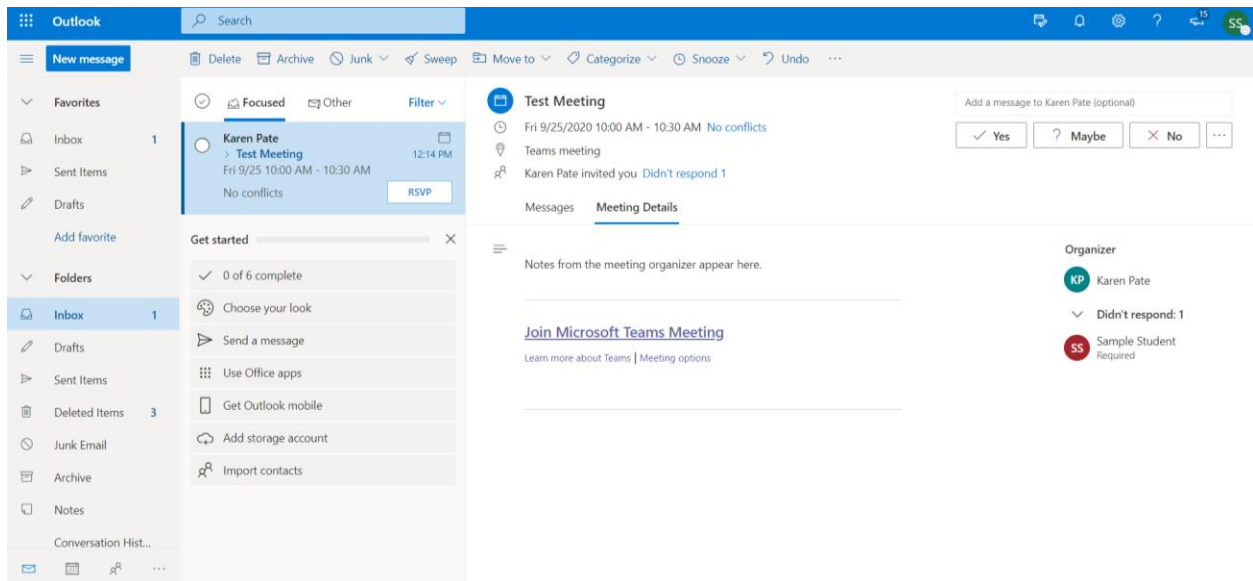 Outlook
Search
15
SS
New message
Delete Archive Junk Sweep Move to Categorize Snooze Undo ...
Favorites
Inbox 1
Sent Items
Drafts
Add favorite
Folders
Inbox 1
Drafts
Sent Items
Deleted Items 3
Junk Email
Archive
Notes
Conversation Hist...
Focused Other Filter
Karen Pate
> Test Meeting 12:14 PM
Fri 9/25 10:00 AM - 10:30 AM
No conflicts RSVP
Get started
0 of 6 complete
Choose your look
Send a message
Use Office apps
Get Outlook mobile
Add storage account
Import contacts
Test Meeting
Fri 9/25/2020 10:00 AM - 10:30 AM No conflicts
Teams meeting
Karen Pate invited you Didn't respond 1
Add a message to Karen Pate (optional)
Yes ? Maybe No ...
Messages Meeting Details
Notes from the meeting organizer appear here.
Join Microsoft Teams Meeting
Learn more about Teams | Meeting options
Organizer
KP Karen Pate
Didn't respond: 1
SS Sample Student
Required